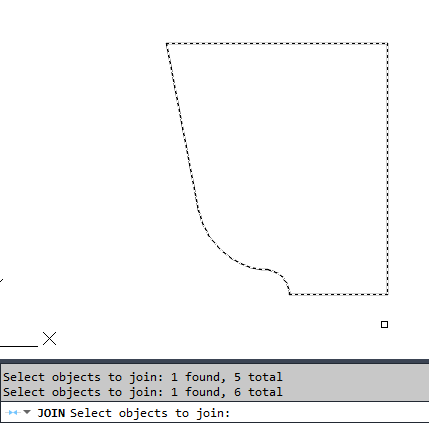 Select objects to join: 1 found, 5 total
Select objects to join: 1 found, 6 total
JOIN Select objects to join: